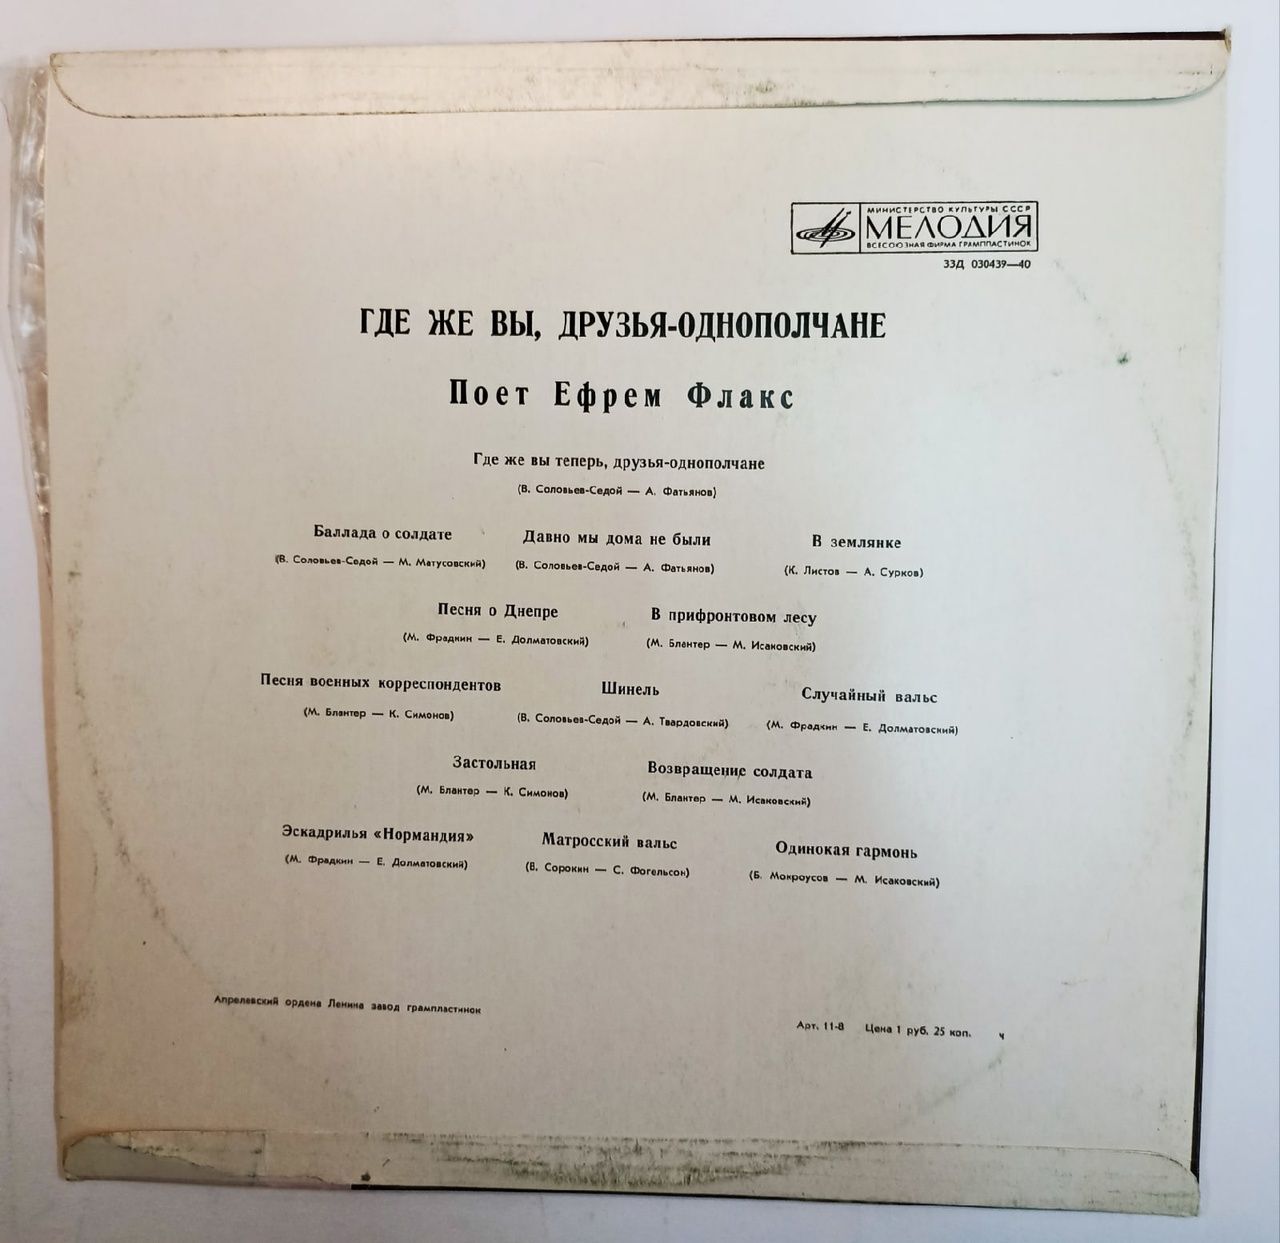 МИНИСТЕРСТВО КУЛЬТУРЫ СССР
МЕЛОДИЯ
ВСЕСОЮЗНАЯ ФИРМА ГРАМПЛАСТИНОК
33Д 030439—40
ГДЕ ЖЕ ВЫ, ДРУЗЬЯ-ОДНОПОЛЧАНЕ
Поет Ефрем Флакс
Где же вы теперь, друзья-однополчане
(В. Соловьев-Седой — А. Фатьянов)
Баллада о солдате Давно мы дома не были В землянке
(В. Соловьев-Седой — М. Матусовский) (В. Соловьев-Седой — А. Фатьянов) (К. Листов — А. Сурков)
Песня о Днепре В прифронтовом лесу
(М. Фрадкин — Е. Долматовский) (М. Блантер — М. Исаковский)
Песня военных корреспондентов Шинель Случайный вальс
(М. Блантер — К. Симонов) (В. Соловьев-Седой — А. Твардовский) (М. Фрадкин — Е. Долматовский)
Застольная Возвращение солдата
(М. Блантер — К. Симонов) (М. Блантер — М. Исаковский)
Эскадрилья «Нормандия» Матросский вальс Одинокая гармонь
(М. Фрадкин — Е. Долматовский) (В. Сорокин — С. Фогельсон) (Б. Мокроусов — М. Исаковский)
Апрелевский ордена Ленина завод грампластинок
Арт. 11-8 Цена 1 руб. 25 коп. ч